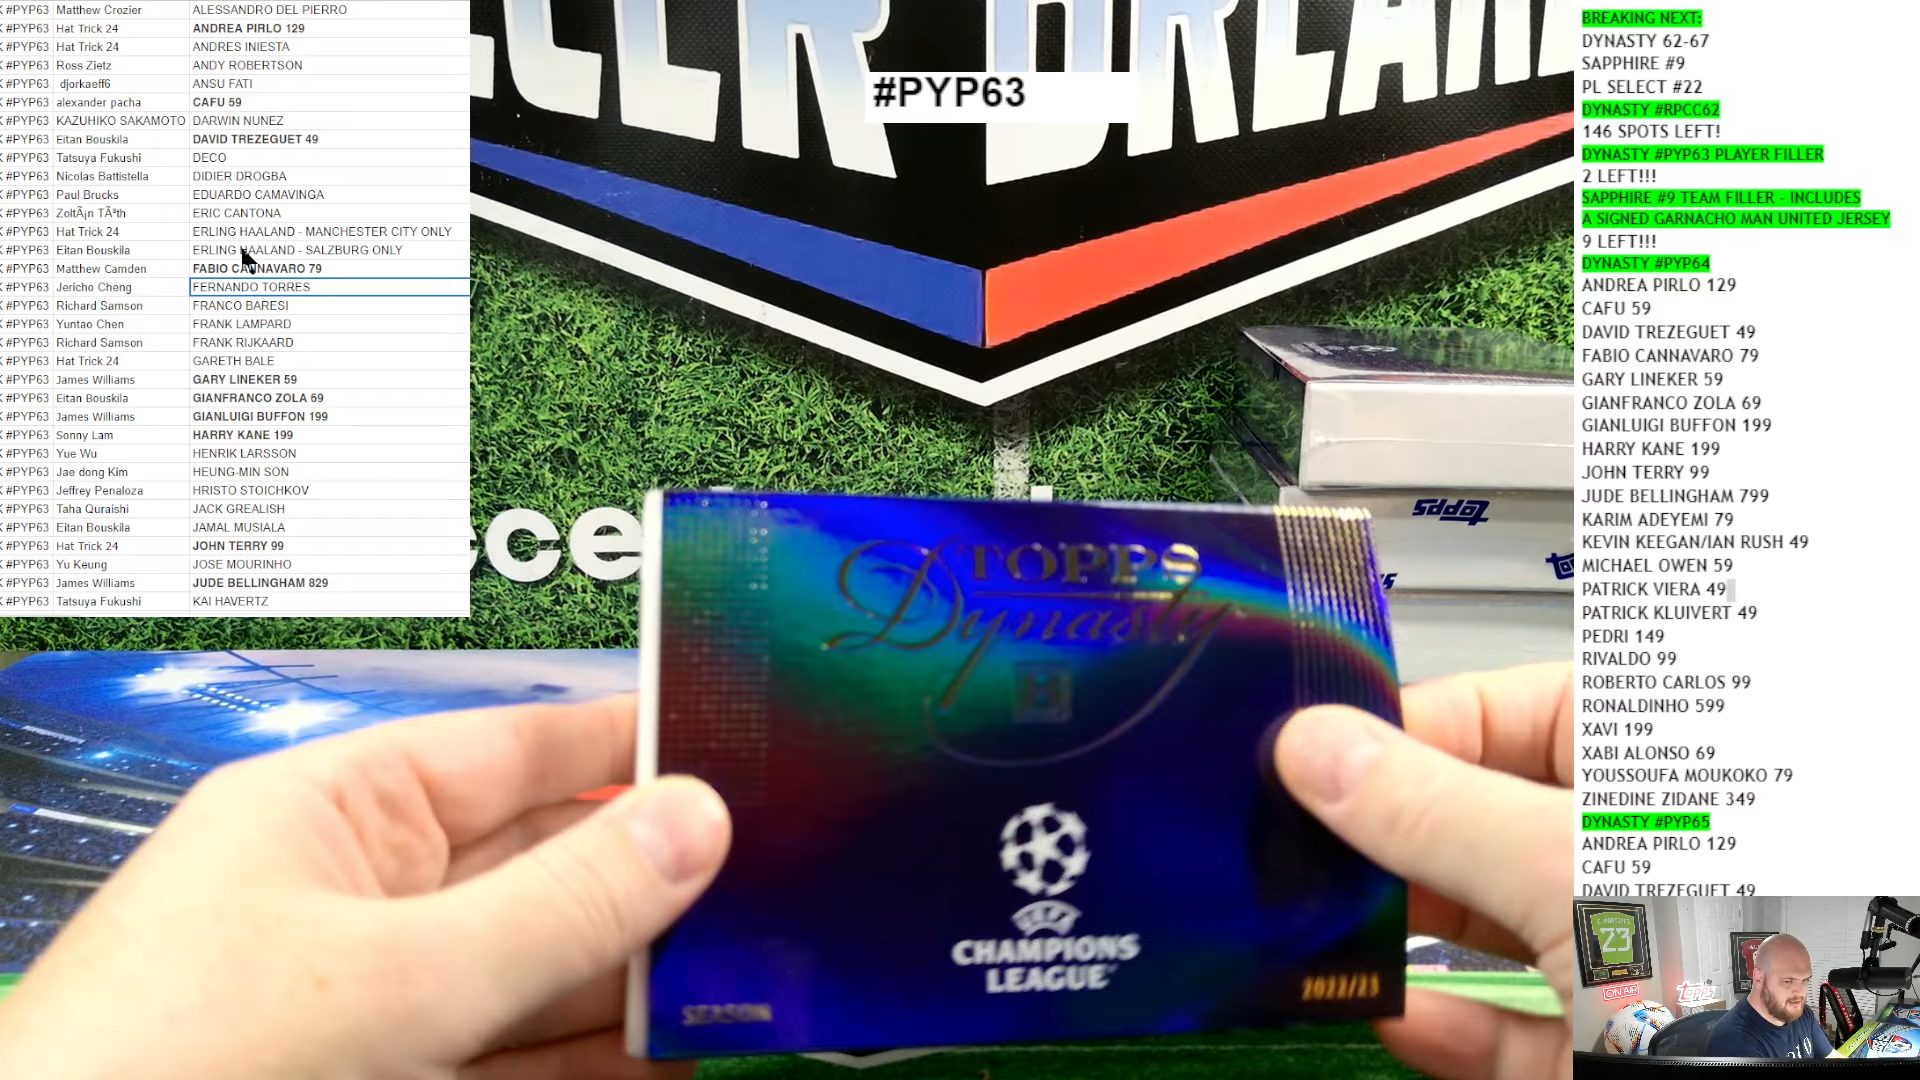 K #PYP63 Matthew Crozier ALESSANDRO DEL PIERRO
K #PYP63 Hat Trick 24 ANDREA PIRLO 129
K #PYP63 Hat Trick 24 ANDRES INIESTA
K #PYP63 Ross Zietz ANDY ROBERTSON
K #PYP63 djorkaeff6 ANSU FATI
K #PYP63 alexander pacha CAFU 59
K #PYP63 KAZUHIKO SAKAMOTO DARWIN NUNEZ
K #PYP63 Eitan Bouskila DAVID TREZEGUET 49
K #PYP63 Tatsuya Fukushi DECO
K #PYP63 Nicolas Battistella DIDIER DROGBA
K #PYP63 Paul Brucks EDUARDO CAMAVINGA
K #PYP63 ZoltÃ¡n TÃ³th ERIC CANTONA
K #PYP63 Hat Trick 24 ERLING HAALAND - MANCHESTER CITY ONLY
K #PYP63 Eitan Bouskila ERLING HAALAND - SALZBURG ONLY
K #PYP63 Matthew Camden FABIO CANNAVARO 79
K #PYP63 Jericho Cheng FERNANDO TORRES
K #PYP63 Richard Samson FRANCO BARESI
K #PYP63 Yuntao Chen FRANK LAMPARD
K #PYP63 Richard Samson FRANK RIJKAARD
K #PYP63 Hat Trick 24 GARETH BALE
K #PYP63 James Williams GARY LINEKER 59
K #PYP63 Eitan Bouskila GIANFRANCO ZOLA 69
K #PYP63 James Williams GIANLUIGI BUFFON 199
K #PYP63 Sonny Lam HARRY KANE 199
K #PYP63 Yue Wu HENRIK LARSSON
K #PYP63 Jae dong Kim HEUNG-MIN SON
K #PYP63 Jeffrey Penaloza HRISTO STOICHKOV
K #PYP63 Taha Quraishi JACK GREALISH
K #PYP63 Eitan Bouskila JAMAL MUSIALA
K #PYP63 Hat Trick 24 JOHN TERRY 99
K #PYP63 Yu Keung JOSE MOURINHO
K #PYP63 James Williams JUDE BELLINGHAM 829
K #PYP63 Tatsuya Fukushi KAI HAVERTZ
CCER BREAK
#PYP63
cce
topps
TOPPS
Dynasty
UEFA
CHAMPIONS
LEAGUE
SEASON
2022/23
BREAKING NEXT:
DYNASTY 62-67
SAPPHIRE #9
PL SELECT #22
DYNASTY #RPCC62
146 SPOTS LEFT!
DYNASTY #PYP63 PLAYER FILLER
2 LEFT!!!
SAPPHIRE #9 TEAM FILLER - INCLUDES
A SIGNED GARNACHO MAN UNITED JERSEY
9 LEFT!!!
DYNASTY #PYP64
ANDREA PIRLO 129
CAFU 59
DAVID TREZEGUET 49
FABIO CANNAVARO 79
GARY LINEKER 59
GIANFRANCO ZOLA 69
GIANLUIGI BUFFON 199
HARRY KANE 199
JOHN TERRY 99
JUDE BELLINGHAM 799
KARIM ADEYEMI 79
KEVIN KEEGAN/IAN RUSH 49
MICHAEL OWEN 59
PATRICK VIERA 49
PATRICK KLUIVERT 49
PEDRI 149
RIVALDO 99
ROBERTO CARLOS 99
RONALDINHO 599
XAVI 199
XABI ALONSO 69
YOUSSOUFA MOUKOKO 79
ZINEDINE ZIDANE 349
DYNASTY #PYP65
ANDREA PIRLO 129
CAFU 59
DAVID TREZEGUET 49
23
ON AIR
topps